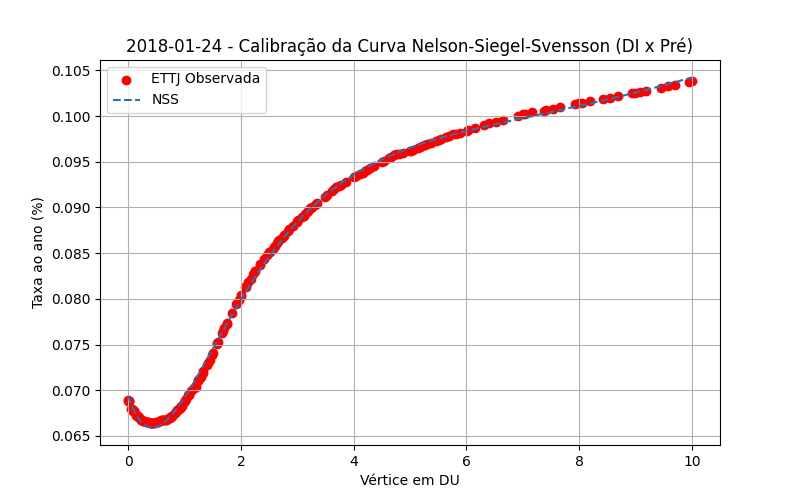 2018-01-24 - Calibração da Curva Nelson-Siegel-Svensson (DI x Pré)
ETTJ Observada
NSS
Taxa ao ano (%)
0.105
0.100
0.095
0.090
0.085
0.080
0.075
0.070
0.065
0 2 4 6 8 10
Vértice em DU